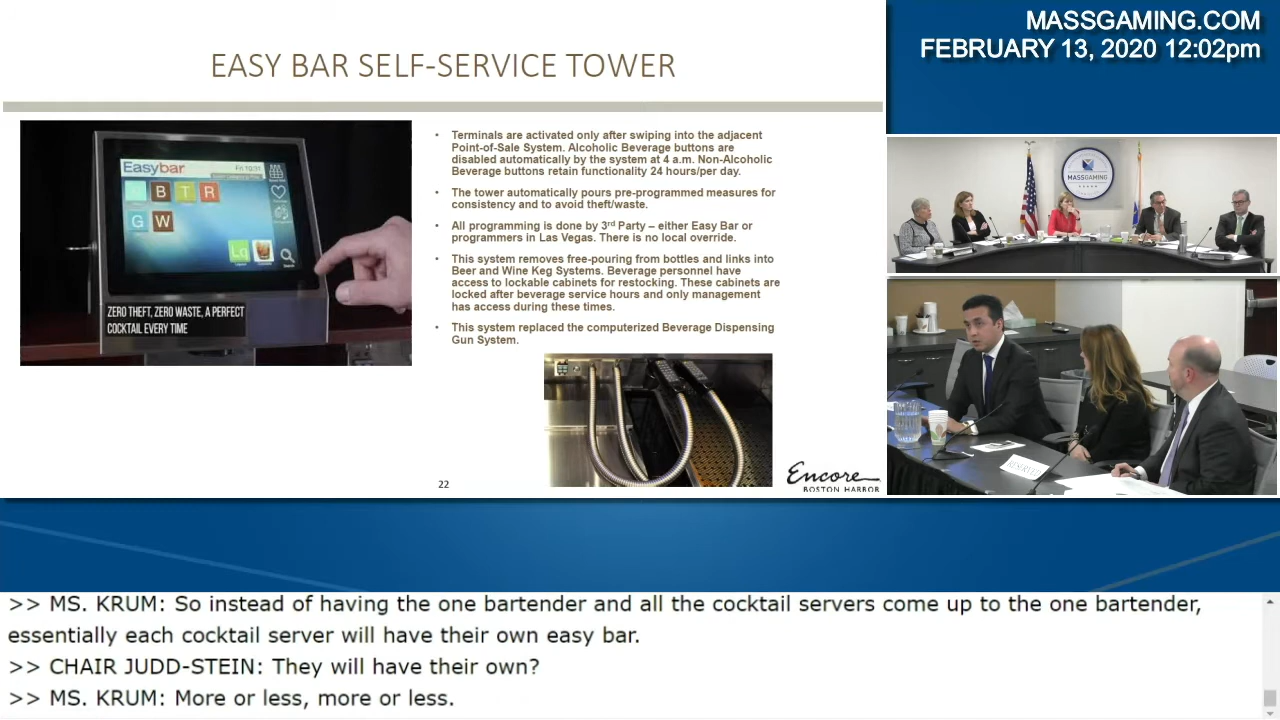 MASSGAMING.COM
FEBRUARY 13, 2020 12:02pm
EASY BAR SELF-SERVICE TOWER
Easybar
B T R
G W
Lq
ZERO THEFT, ZERO WASTE, A PERFECT
COCKTAIL EVERY TIME
• Terminals are activated only after swiping into the adjacent
Point-of-Sale System. Alcoholic Beverage buttons are
disabled automatically by the system at 4 a.m. Non-Alcoholic
Beverage buttons retain functionality 24 hours/per day.
• The tower automatically pours pre-programmed measures for
consistency and to avoid theft/waste.
• All programming is done by 3rd Party – either Easy Bar or
programmers in Las Vegas. There is no local override.
• This system removes free-pouring from bottles and links into
Beer and Wine Keg Systems. Beverage personnel have
access to lockable cabinets for restocking. These cabinets are
locked after beverage service hours and only management
has access during these times.
• This system replaced the computerized Beverage Dispensing
Gun System.
22
Encore
BOSTON HARBOR
MASSGAMING
RESERVED
>> MS. KRUM: So instead of having the one bartender and all the cocktail servers come up to the one bartender,
essentially each cocktail server will have their own easy bar.
>> CHAIR JUDD-STEIN: They will have their own?
>> MS. KRUM: More or less, more or less.